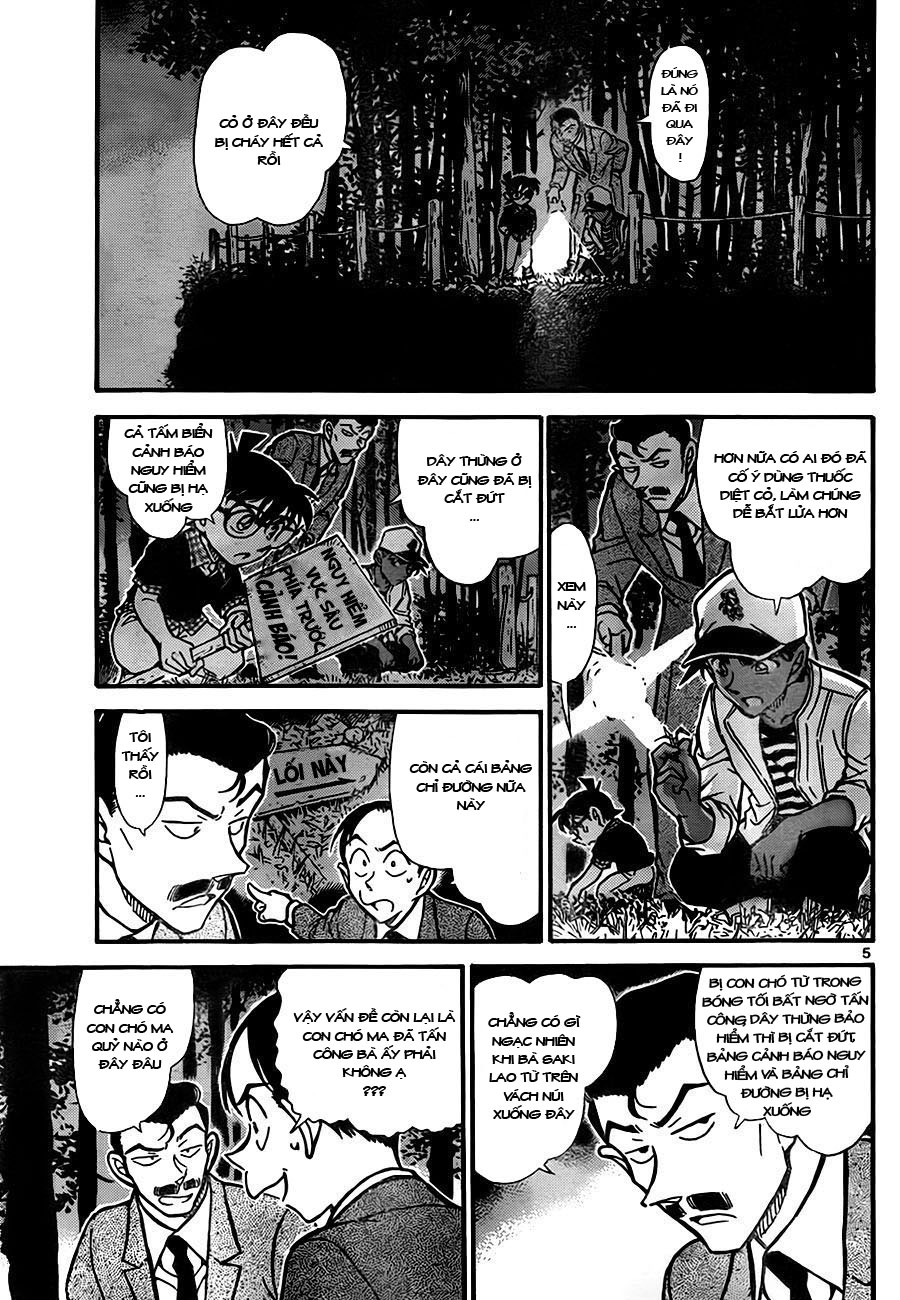 ĐÚNG
LÀ NÓ
ĐÃ ĐI
QUA
ĐÂY
!
CỎ Ở ĐÂY ĐỀU
BỊ CHÁY HẾT CẢ
RỒI
HƠN NỮA CÓ AI ĐÓ ĐÃ
CỐ Ý DÙNG THUỐC
DIỆT CỎ, LÀM CHÚNG
DỄ BẮT LỬA HƠN
XEM
NÀY
...
DÂY THỪNG Ở
ĐÂY CŨNG ĐÃ BỊ
CẮT ĐỨT
...
CẢ TẤM BIỂN
CẢNH BÁO
NGUY HIỂM
CŨNG BỊ HẠ
XUỐNG
NGUY HIỂM
VỰC SÂU
PHÍA TRƯỚC
CẢNH BÁO!
CÒN CẢ CÁI BẢNG
CHỈ ĐƯỜNG NỮA
NÀY
LỐI NÀY
TÔI
THẤY
RỒI
...
5
BỊ CON CHÓ TỪ TRONG
BÓNG TỐI BẤT NGỜ TẤN
CÔNG, DÂY THỪNG BẢO
HIỂM THÌ BỊ CẮT ĐỨT,
BẢNG CẢNH BÁO NGUY
HIỂM VÀ BẢNG CHỈ
ĐƯỜNG BỊ HẠ
XUỐNG
CHẲNG CÓ GÌ
NGẠC NHIÊN
KHI BÀ GAKI
LAO TỪ TRÊN
VÁCH NÚI
XUỐNG ĐÂY
VẬY VẤN ĐỀ CÒN LẠI LÀ
CON CHÓ MA ĐÃ TẤN
CÔNG BÀ ẤY PHẢI
KHÔNG Ạ
???
CHẲNG CÓ
CON CHÓ MA
QUỶ NÀO Ở
ĐÂY ĐÂU